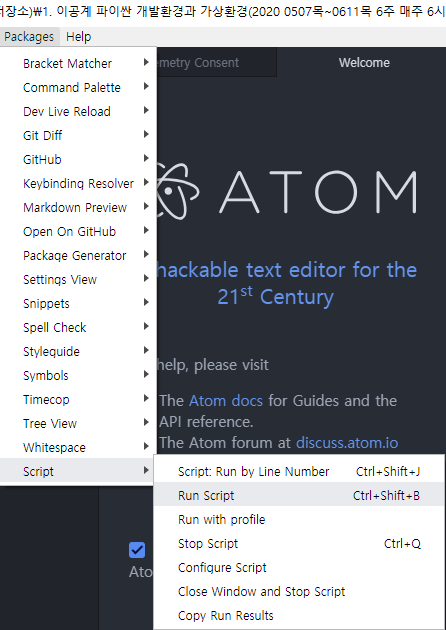 저장소)\1. 이공계 파이썬 개발환경과 가상환경(2020 0507목~0611목 6주 매주 6시
Packages Help
emetry Consent
Welcome
Bracket Matcher
Command Palette
Dev Live Reload
Git Diff
GitHub
Keybinding Resolver
Markdown Preview
Open On GitHub
Package Generator
Settings View
Snippets
Spell Check
Styleguide
Symbols
Timecop
Tree View
Whitespace
Script
ATOM
hackable text editor for the
21st Century
help, please visit
The Atom docs for Guides and the
API reference.
The Atom forum at discuss.atom.io
Script: Run by Line Number Ctrl+Shift+J
Run Script Ctrl+Shift+B
Run with profile
Stop Script Ctrl+Q
Configure Script
Close Window and Stop Script
Copy Run Results
Ato